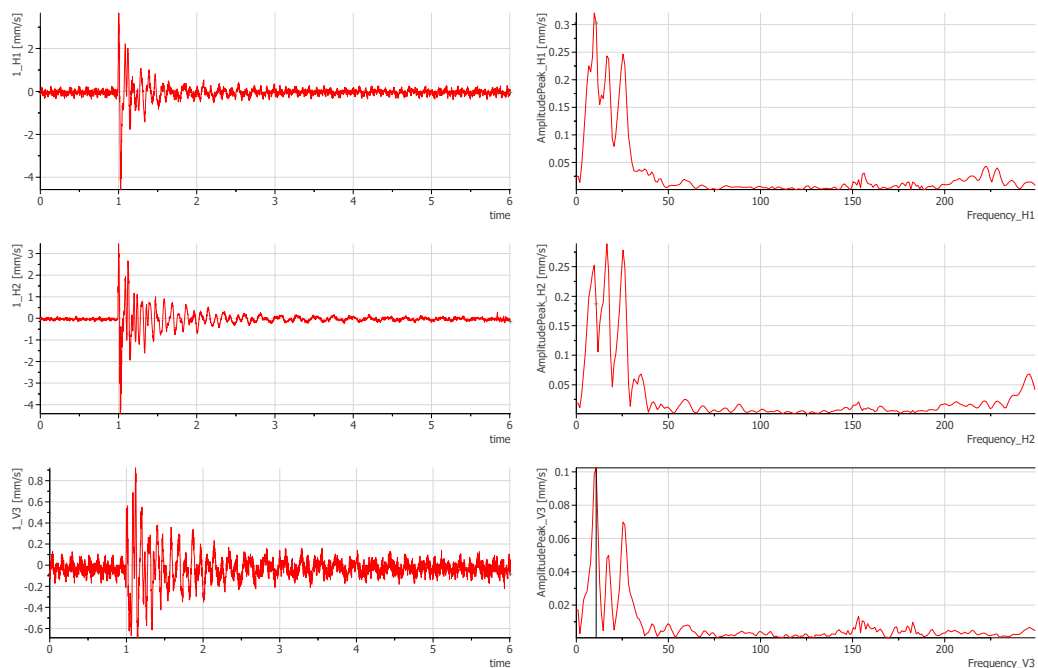 1_H1 [mm/s]
2
0
-2
-4
0 1 2 3 4 5 6
time
AmplitudePeak_H1 [mm/s]
0.3
0.25
0.2
0.15
0.1
0.05
0 50 100 150 200
Frequency_H1
1_H2 [mm/s]
3
2
1
0
-1
-2
-3
-4
0 1 2 3 4 5 6
time
AmplitudePeak_H2 [mm/s]
0.25
0.2
0.15
0.1
0.05
0 50 100 150 200
Frequency_H2
1_V3 [mm/s]
0.8
0.6
0.4
0.2
0
-0.2
-0.4
-0.6
0 1 2 3 4 5 6
time
AmplitudePeak_V3 [mm/s]
0.1
0.08
0.06
0.04
0.02
0 50 100 150 200
Frequency_V3